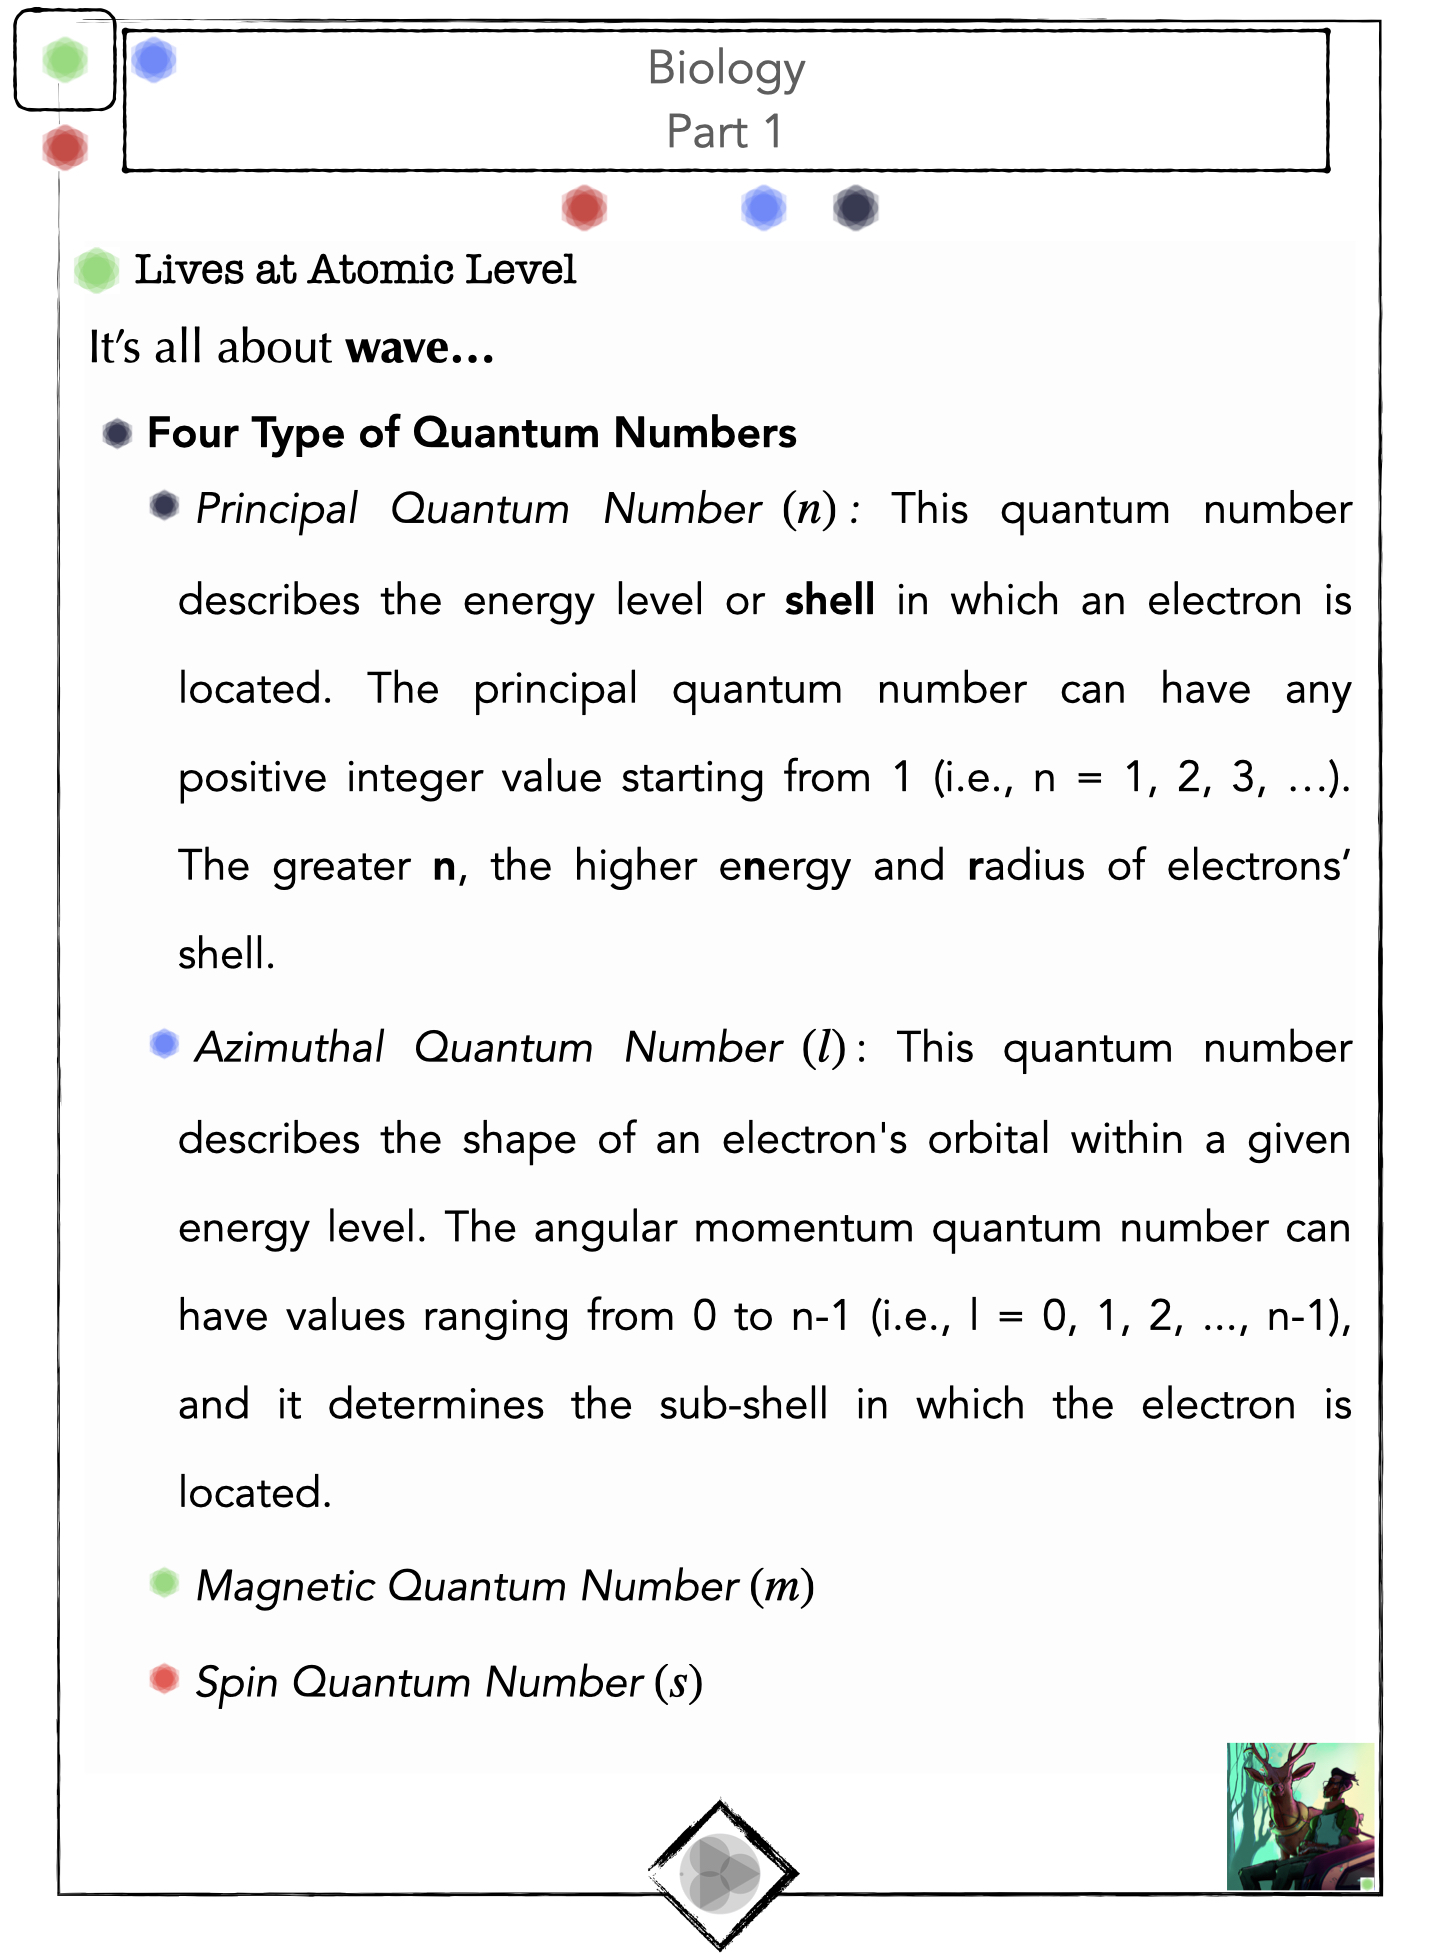 Biology
Part 1
Lives at Atomic Level
It’s all about wave…
Four Type of Quantum Numbers
Principal Quantum Number (n) : This quantum number
describes the energy level or shell in which an electron is
located. The principal quantum number can have any
positive integer value starting from 1 (i.e., n = 1, 2, 3, …).
The greater n, the higher energy and radius of electrons’
shell.
Azimuthal Quantum Number (l) : This quantum number
describes the shape of an electron's orbital within a given
energy level. The angular momentum quantum number can
have values ranging from 0 to n-1 (i.e., l = 0, 1, 2, ..., n-1),
and it determines the sub-shell in which the electron is
located.
Magnetic Quantum Number (m)
Spin Quantum Number (s)